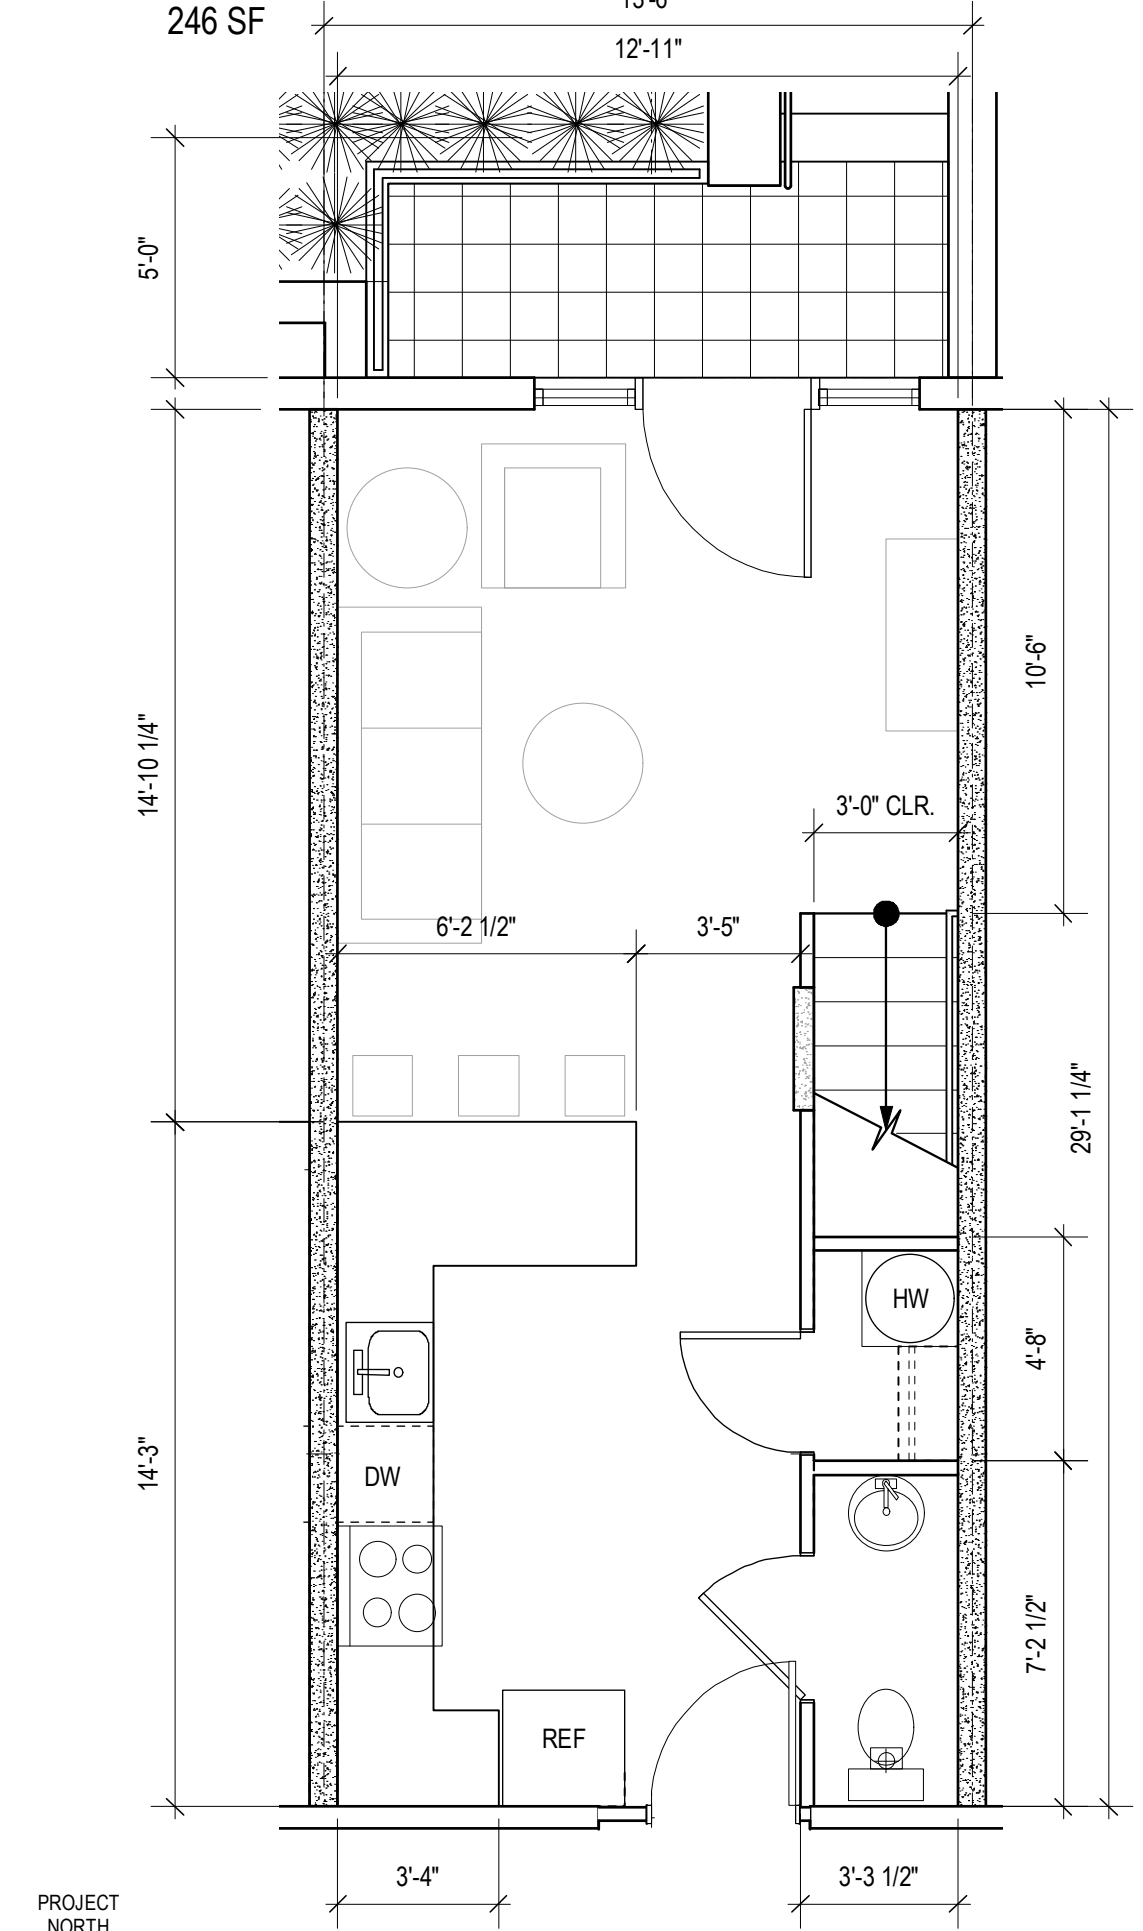 246 SF
12'-11"
5'-0"
14'-10 1/4"
10'-6"
3'-0" CLR.
6'-2 1/2"
3'-5"
29'-1 1/4"
HW
4'-8"
14'-3"
DW
7'-2 1/2"
REF
3'-4"
3'-3 1/2"
PROJECT
NORTH